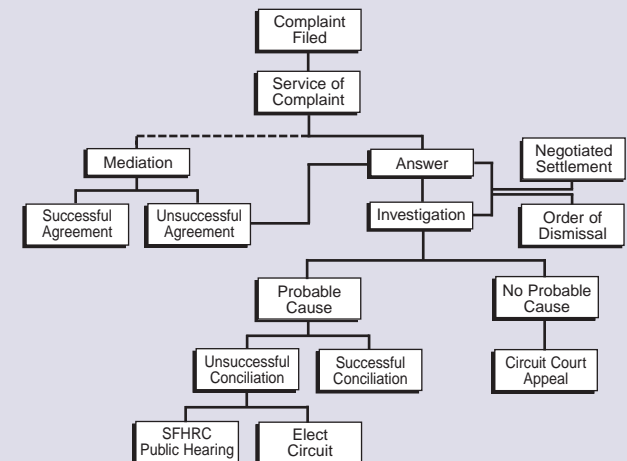 Complaint
Filed
Service of
Complaint
Mediation
Answer
Negotiated
Settlement
Successful
Agreement
Unsuccessful
Agreement
Investigation
Order of
Dismissal
Probable
Cause
No Probable
Cause
Unsuccessful
Conciliation
Successful
Conciliation
Circuit Court
Appeal
SFHRC
Public Hearing
Elect
Circuit